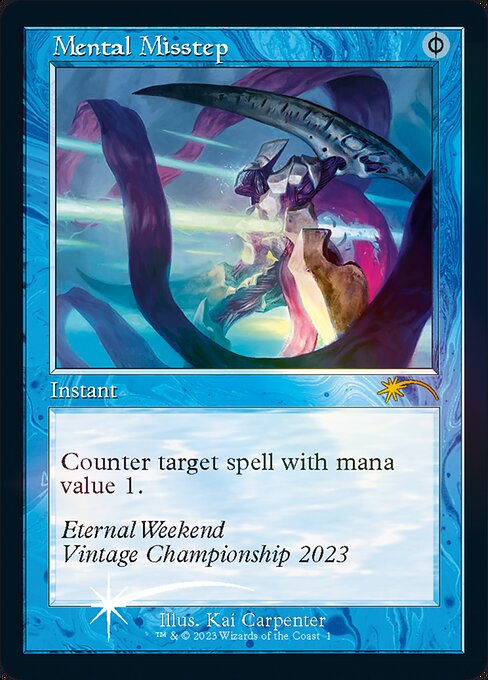 Mental Misstep
Instant
Counter target spell with mana
value 1.
Eternal Weekend
Vintage Championship 2023
Illus. Kai Carpenter
™ & © 2023 Wizards of the Coast 1